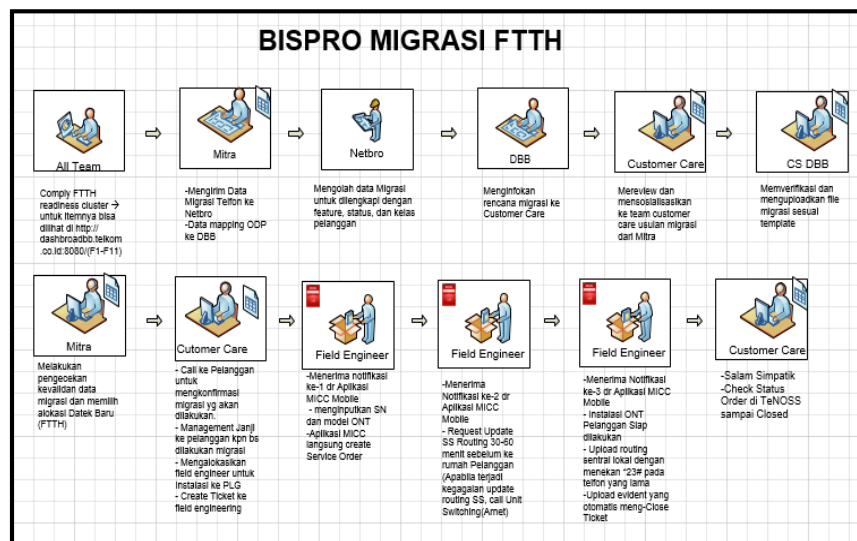 BISPRO MIGRASI FTTH
All Team
Mitra
Netbro
DBB
Customer Care
CS DBB
Comply FTTH
readiness cluster →
untuk itemnya bisa
dilihat di http://
dashbroadbb.telkom
.co.id:8080/(F1-F11)
-Mengirim Data
Migrasi Telfon ke
Netbro
-Data mapping ODP
ke DBB
Mengolah data Migrasi
untuk dilengkapi dengan
feature, status, dan kelas
pelanggan
Menginfokan
rencana migrasi ke
Customer Care
Mereview dan
mensosialisasikan
ke team customer
care usulan migrasi
dari Mitra
Memverifikasi dan
menguploadkan file
migrasi sesuai
template
Mitra
Cutomer Care
Field Engineer
Field Engineer
Field Engineer
Customer Care
Melakukan
pengecekan
kevalidan data
migrasi dan memilih
alokasi Datek Baru
(FTTH)
- Call ke Pelanggan
untuk
mengkonfirmasi
migrasi yg akan
dilakukan.
- Management Janji
ke pelanggan kpn bs
dilakukan migrasi
- Mengalokasikan
field engineer untuk
Instalasi ke PLG
- Create Ticket ke
field engineering
-Menerima notifikasi
ke-1 dr Aplikasi
MICC Mobile
- menginputkan SN
dan model ONT
-Aplikasi MICC
langsung create
Service Order
-Menerima
Notifikasi ke-2 dr
Aplikasi MICC
Mobile
- Request Update
SS Routing 30-60
menit sebelum ke
rumah Pelanggan
(Apabila terjadi
kegagalan update
routing SS, call Unit
Switching(Arnet)
-Menerima Notifikasi
ke-3 dr Aplikasi MICC
Mobile
- Instalasi ONT
Pelanggan Siap
dilakukan
- Upload routing
sentral lokal dengan
menekan *23# pada
telfon yang lama
-Upload evident yang
otomatis meng-Close
Ticket
-Salam Simpatik
-Check Status
Order di TeNOSS
sampai Closed